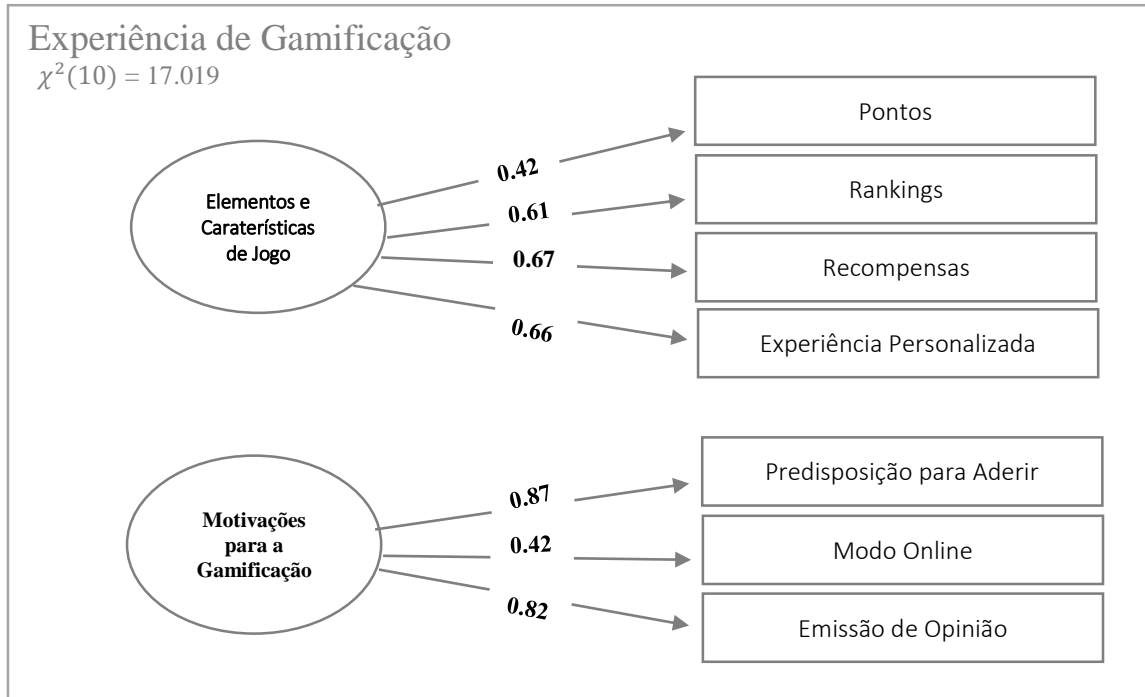 Experiência de Gamificação
𝜒²(10) = 17.019
Elementos e
Caraterísticas
de Jogo
0.42
0.61
0.67
0.66
Pontos
Rankings
Recompensas
Experiência Personalizada
Motivações
para a
Gamificação
0.87
0.42
0.82
Predisposição para Aderir
Modo Online
Emissão de Opinião